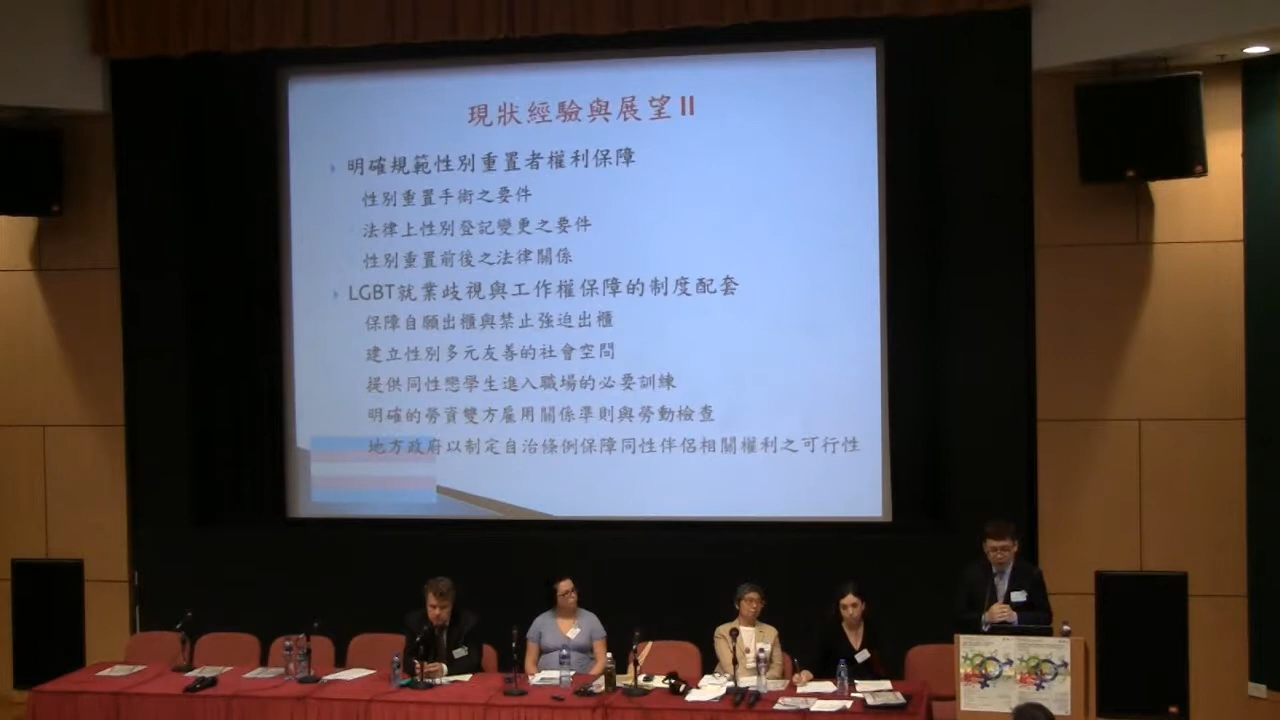 現狀經驗與展望 II
明確規範性別重置者權利保障
性別重置手術之要件
法律上性別登記變更之要件
性別重置前後之法律關係
LGBT就業歧視與工作權保障的制度配套
保障自願出櫃與禁止強迫出櫃
建立性別多元友善的社會空間
提供同性戀學生進入職場的必要訓練
明確的勞資雙方雇用關係準則與勞動檢查
地方政府以制定自治條例保障同性伴侶相關權利之可行性